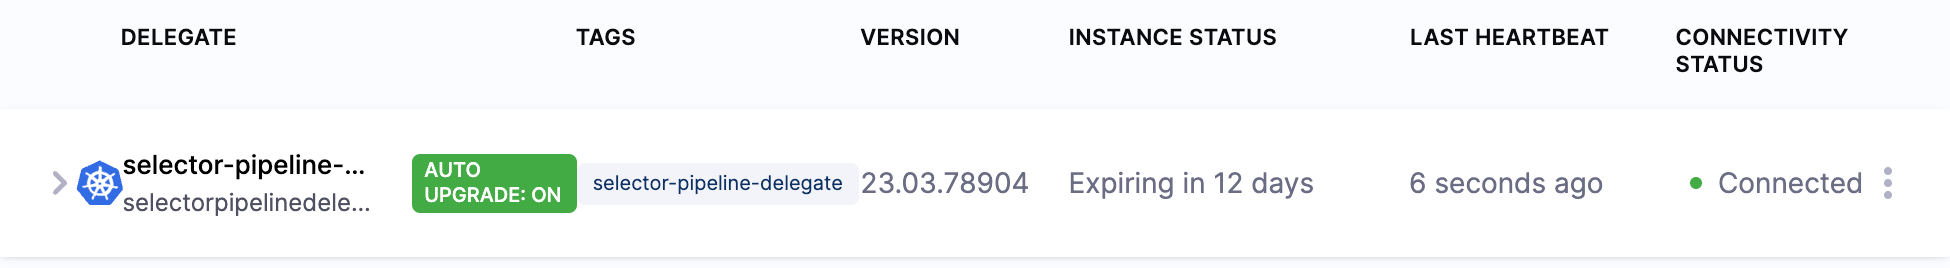 DELEGATE TAGS VERSION INSTANCE STATUS LAST HEARTBEAT CONNECTIVITY STATUS
selector-pipeline-...
selectorpipelinedele...
AUTO
UPGRADE: ON
selector-pipeline-delegate
23.03.78904
Expiring in 12 days
6 seconds ago
Connected